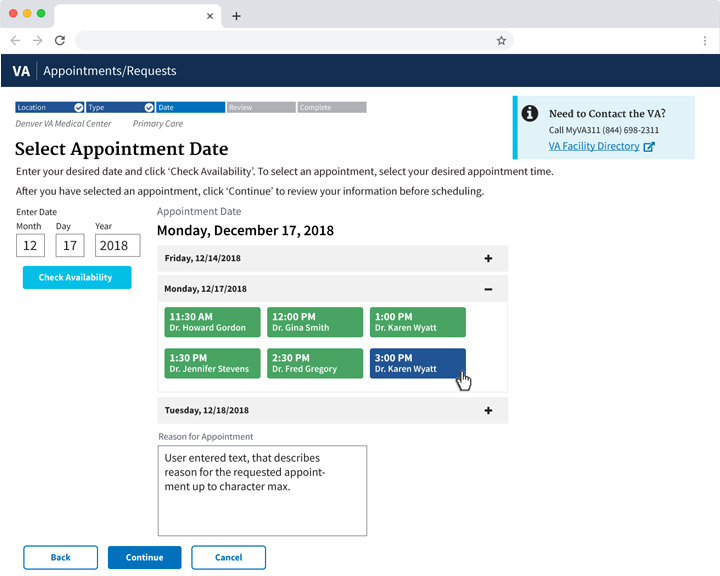 VA Appointments/Requests
Location Type Date Review Complete
Denver VA Medical Center Primary Care
Need to Contact the VA?
Call MyVA311 (844) 698-2311
VA Facility Directory
Select Appointment Date
Enter your desired date and click ‘Check Availability’. To select an appointment, select your desired appointment time.
After you have selected an appointment, click ‘Continue’ to review your information before scheduling.
Enter Date
Month Day Year
12 17 2018
Check Availability
Appointment Date
Monday, December 17, 2018
Friday, 12/14/2018
Monday, 12/17/2018
11:30 AM
Dr. Howard Gordon
12:00 PM
Dr. Gina Smith
1:00 PM
Dr. Karen Wyatt
1:30 PM
Dr. Jennifer Stevens
2:30 PM
Dr. Fred Gregory
3:00 PM
Dr. Karen Wyatt
Tuesday, 12/18/2018
Reason for Appointment
User entered text, that describes
reason for the requested appoint-
ment up to character max.
Back Continue Cancel